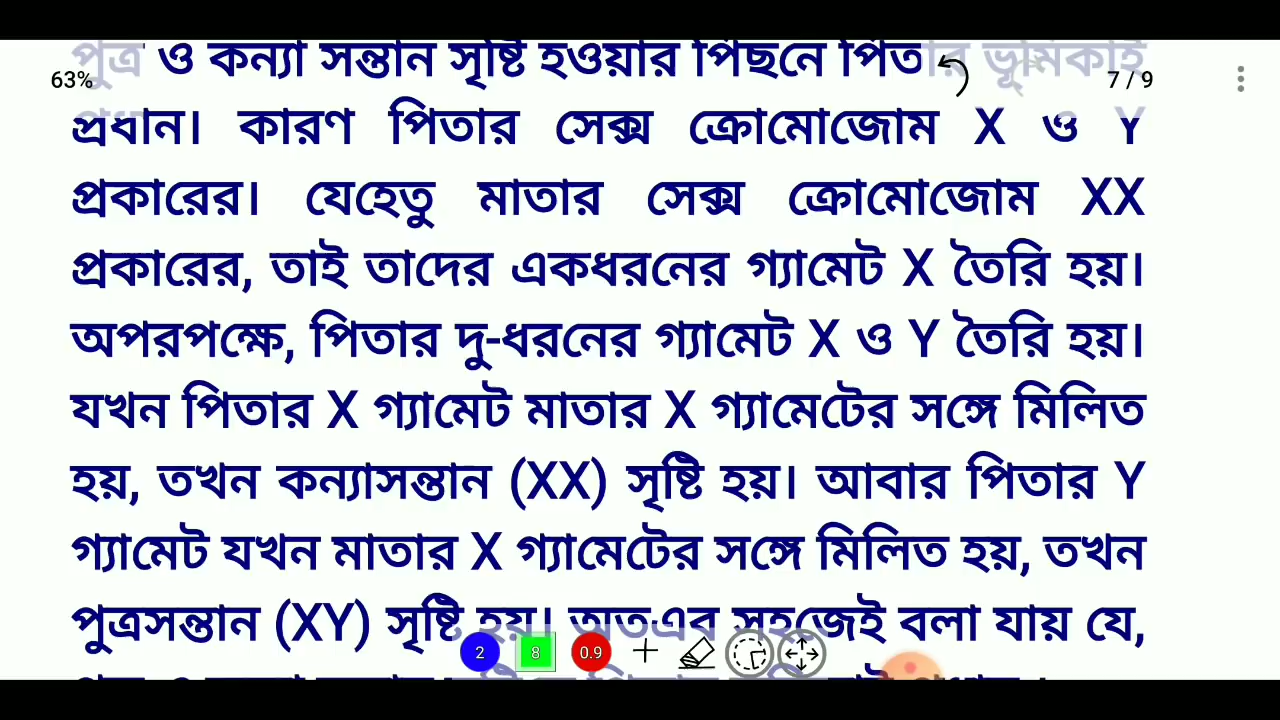 পুত্র ও কন্যা সন্তান সৃষ্টি হওয়ার পিছনে পিতার ভূমিকাই
63%
7 / 9
প্রধান। কারণ পিতার সেক্স ক্রোমোজোম X ও Y
প্রকারের। যেহেতু মাতার সেক্স ক্রোমোজোম XX
প্রকারের, তাই তাদের একধরনের গ্যামেট X তৈরি হয়।
অপরপক্ষে, পিতার দু-ধরনের গ্যামেট X ও Y তৈরি হয়।
যখন পিতার X গ্যামেট মাতার X গ্যামেটের সঙ্গে মিলিত
হয়, তখন কন্যাসন্তান (XX) সৃষ্টি হয়। আবার পিতার Y
গ্যামেট যখন মাতার X গ্যামেটের সঙ্গে মিলিত হয়, তখন
পুত্রসন্তান (XY) সৃষ্টি হয়। অতএব সহজেই বলা যায় যে,
2 8 0.9